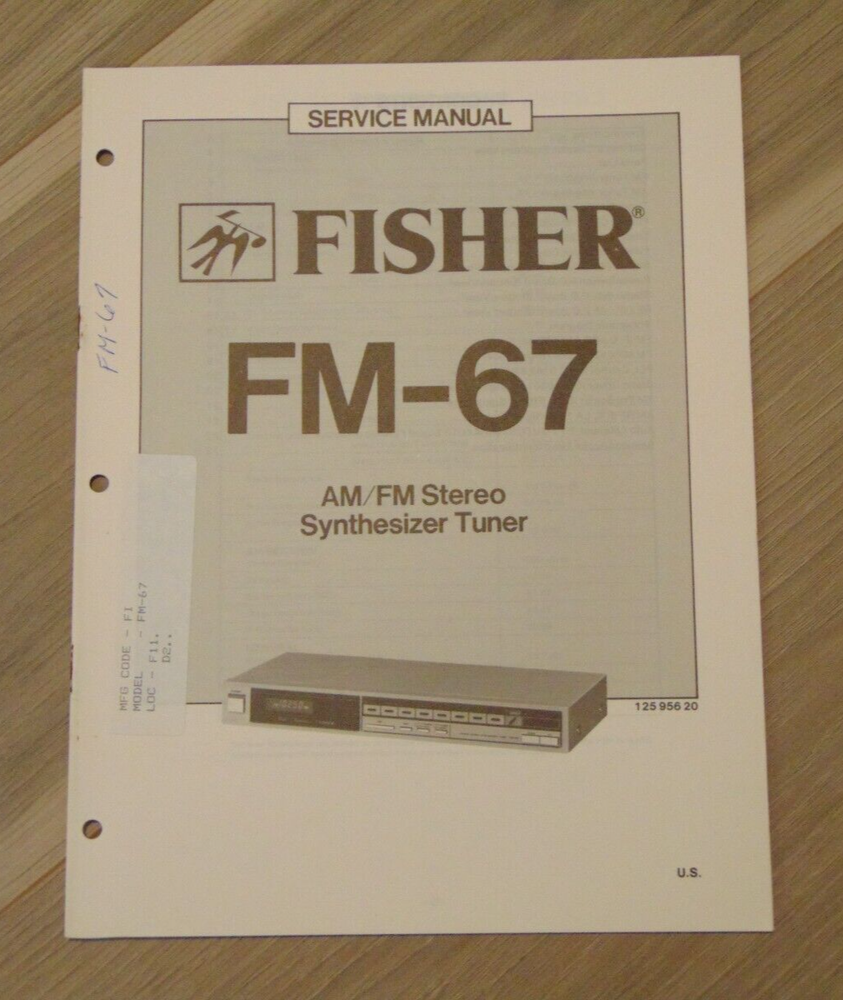 SERVICE MANUAL
FISHER®
FM-67
FM-67
AM/FM Stereo
Synthesizer Tuner
MFG CODE - FI
MODEL - FM-67
LOC - F11.
D2..
125 956 20
U.S.